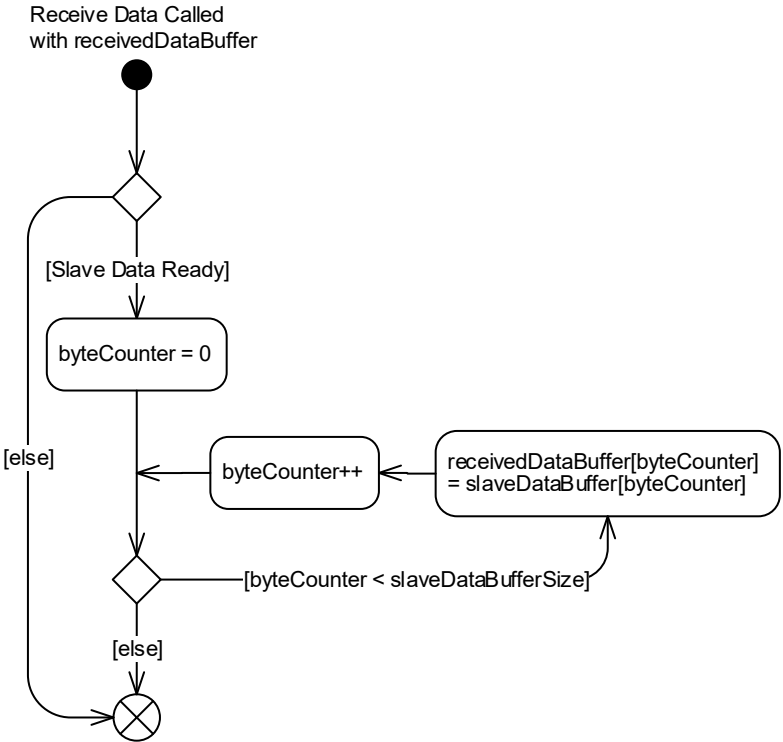 Receive Data Called
with receivedDataBuffer
[Slave Data Ready]
byteCounter = 0
[else]
byteCounter++
receivedDataBuffer[byteCounter]
= slaveDataBuffer[byteCounter]
[byteCounter < slaveDataBufferSize]
[else]